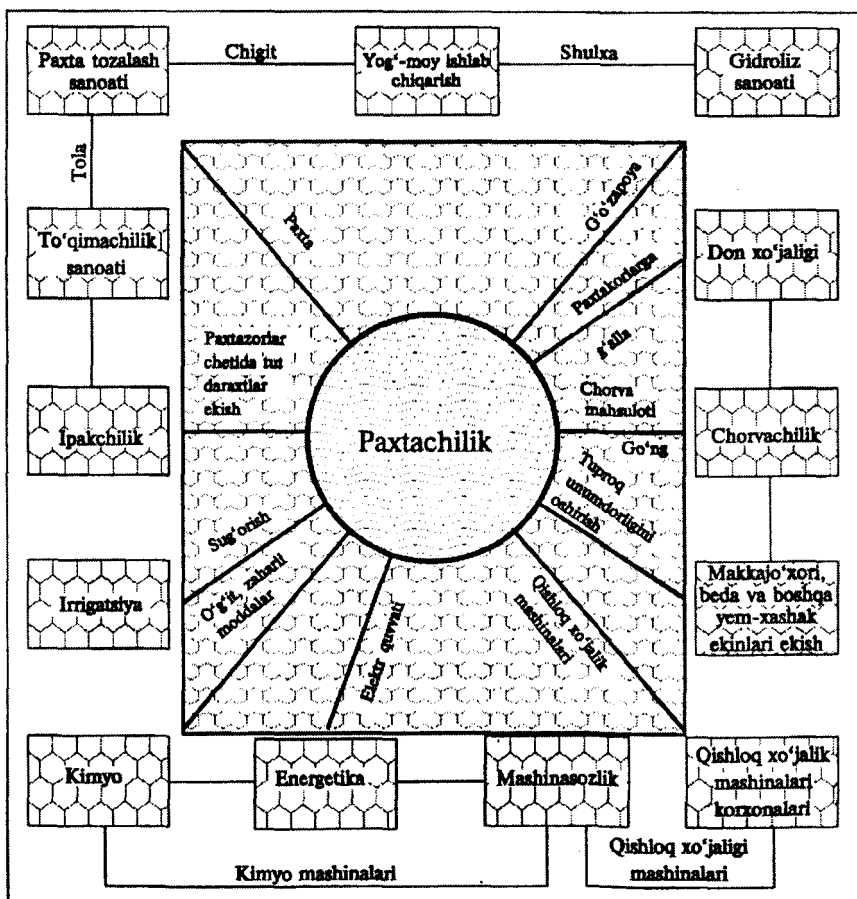 Paxta tozalash
sanoati
Chigit
Yog‘-moy ishlab
chiqarish
Shulxa
Gidroliz
sanoati
Tola
To‘qimachilik
sanoati
Paxta
G‘o‘zapoya
Paxtakorlarga
g‘alla
Don xo‘jaligi
Paxtazorlar
chetida tut
daraxtlar
ekish
Chorva
mahsuloti
Ipakchilik
Paxtachilik
Go‘ng
Chorvachilik
Tuproq
unumdorligini
oshirish
Sug‘orish
O‘g‘it, zaharli
moddalar
Elektr quvvati
Qishloq xo‘jalik
mashinalari
Irrigatsiya
Makkajo‘xori,
beda va boshqa
yem-xashak
ekinlari ekish
Kimyo
Energetika
Mashinasozlik
Qishloq xo‘jalik
mashinalari
korxonalari
Kimyo mashinalari
Qishloq xo‘jaligi
mashinalari